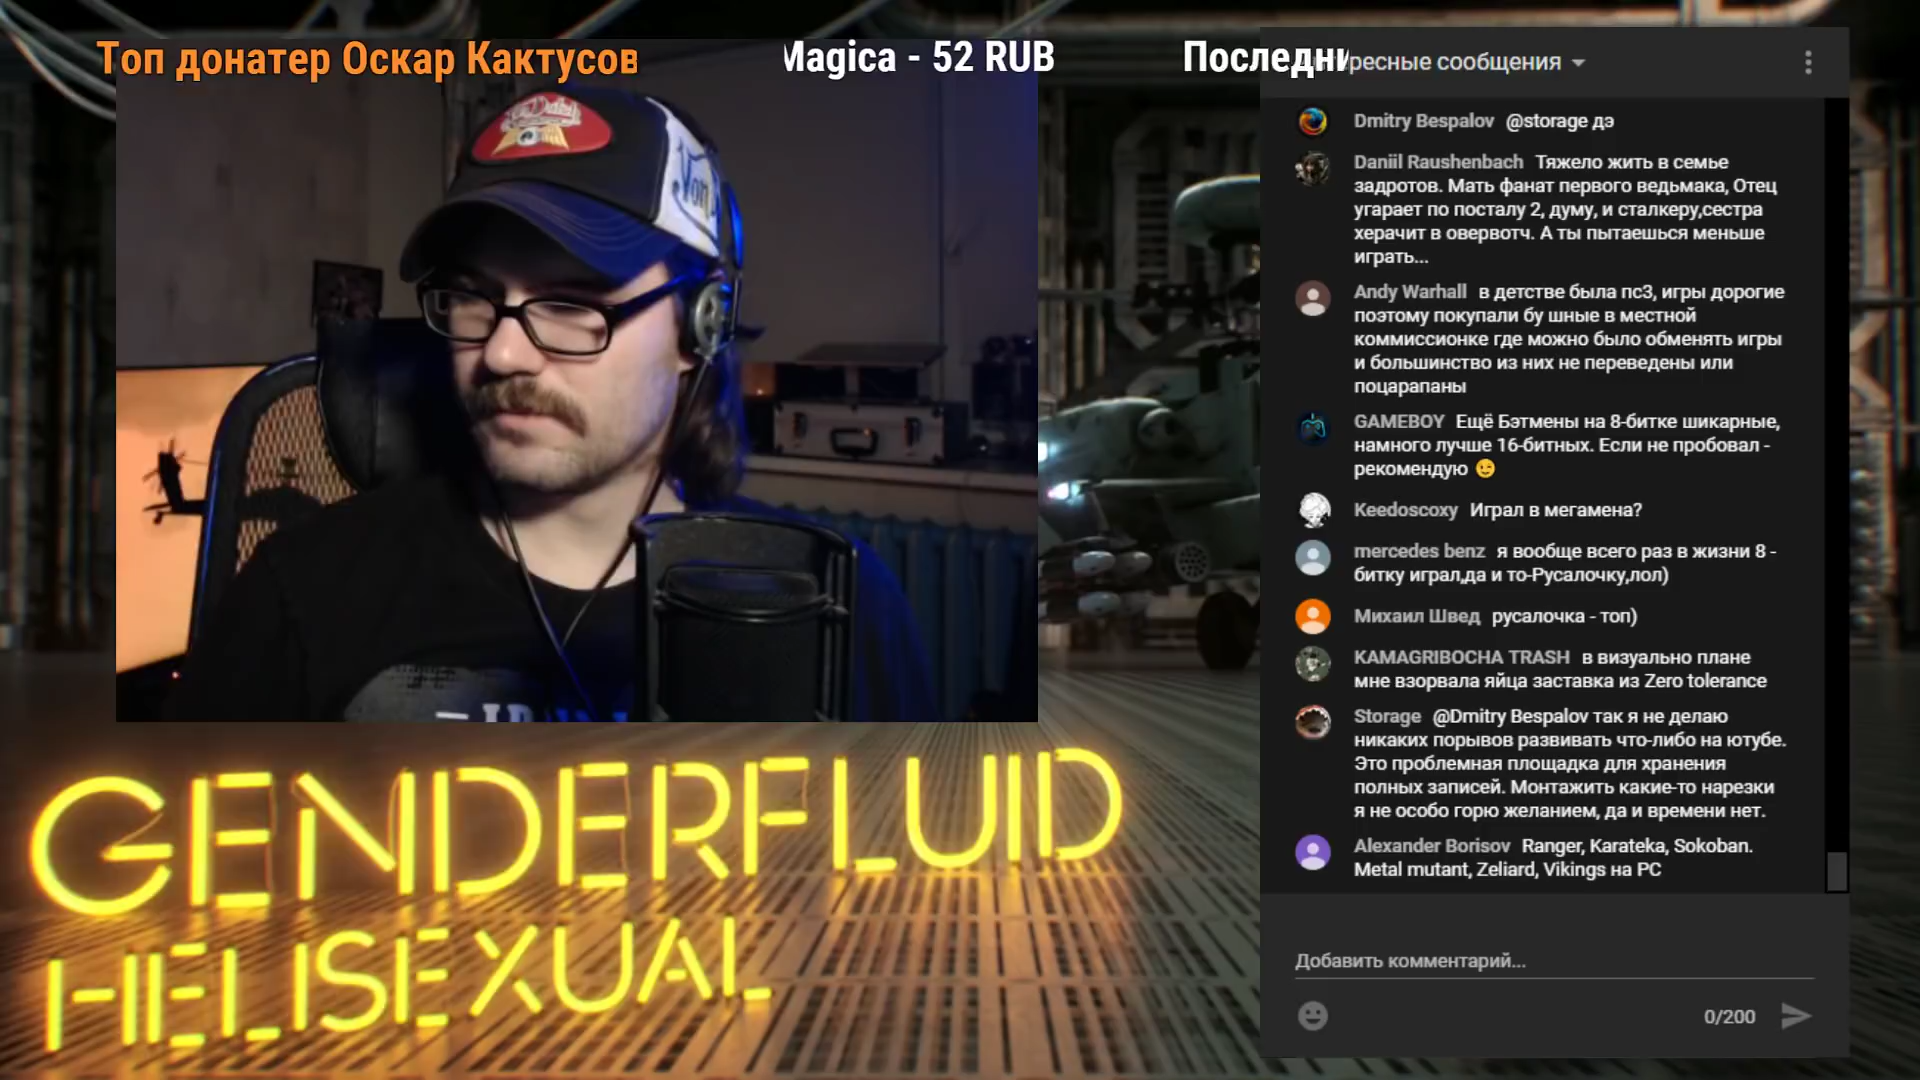 Топ донатер Оскар Кактусов
Magica - 52 RUB
Последни
ресные сообщения
Dmitry Bespalov @storage дэ
Daniil Raushenbach Тяжело жить в семье
задротов. Мать фанат первого ведьмака, Отец
угарает по посталу 2, думу, и сталкеру,сестра
херачит в овервотч. А ты пытаешься меньше
играть...
Andy Warhall в детстве была пс3, игры дорогие
поэтому покупали бу шные в местной
коммиссионке где можно было обменять игры
и большинство из них не переведены или
поцарапаны
GAMEBOY Ещё Бэтмены на 8-битке шикарные,
намного лучше 16-битных. Если не пробовал -
рекомендую 😉
Keedoscoxy Играл в мегамена?
mercedes benz я вообще всего раз в жизни 8 -
битку играл,да и то-Русалочку,лол)
Михаил Швед русалочка - топ)
KAMAGRIBOCHA TRASH в визуально плане
мне взорвала яйца заставка из Zero tolerance
Storage @Dmitry Bespalov так я не делаю
никаких порывов развивать что-либо на ютубе.
Это проблемная площадка для хранения
полных записей. Монтажить какие-то нарезки
я не особо горю желанием, да и времени нет.
Alexander Borisov Ranger, Karateka, Sokoban.
Metal mutant, Zeliard, Vikings на PC
Добавить комментарий...
0/200
GENDERFLUID
HELISEXUAL